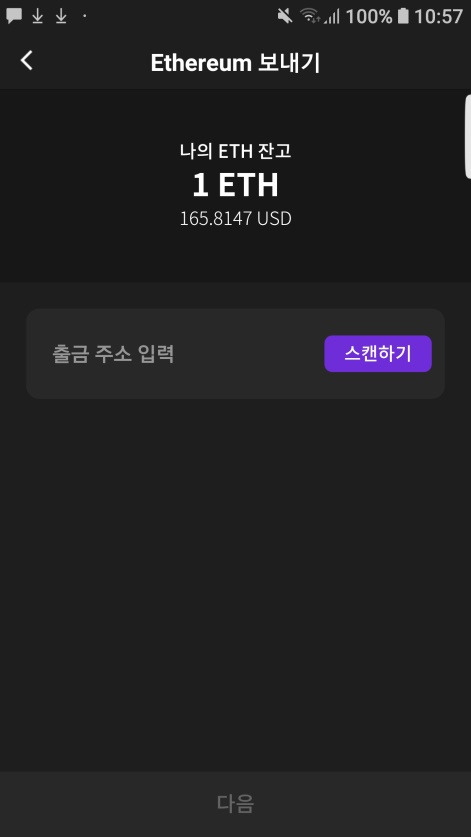 100% 10:57
Ethereum 보내기
나의 ETH 잔고
1 ETH
165.8147 USD
출금 주소 입력
스캔하기
다음